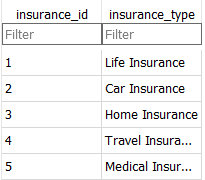 insurance_id insurance_type
Filter Filter
1 Life Insurance
2 Car Insurance
3 Home Insurance
4 Travel Insura...
5 Medical Insur...